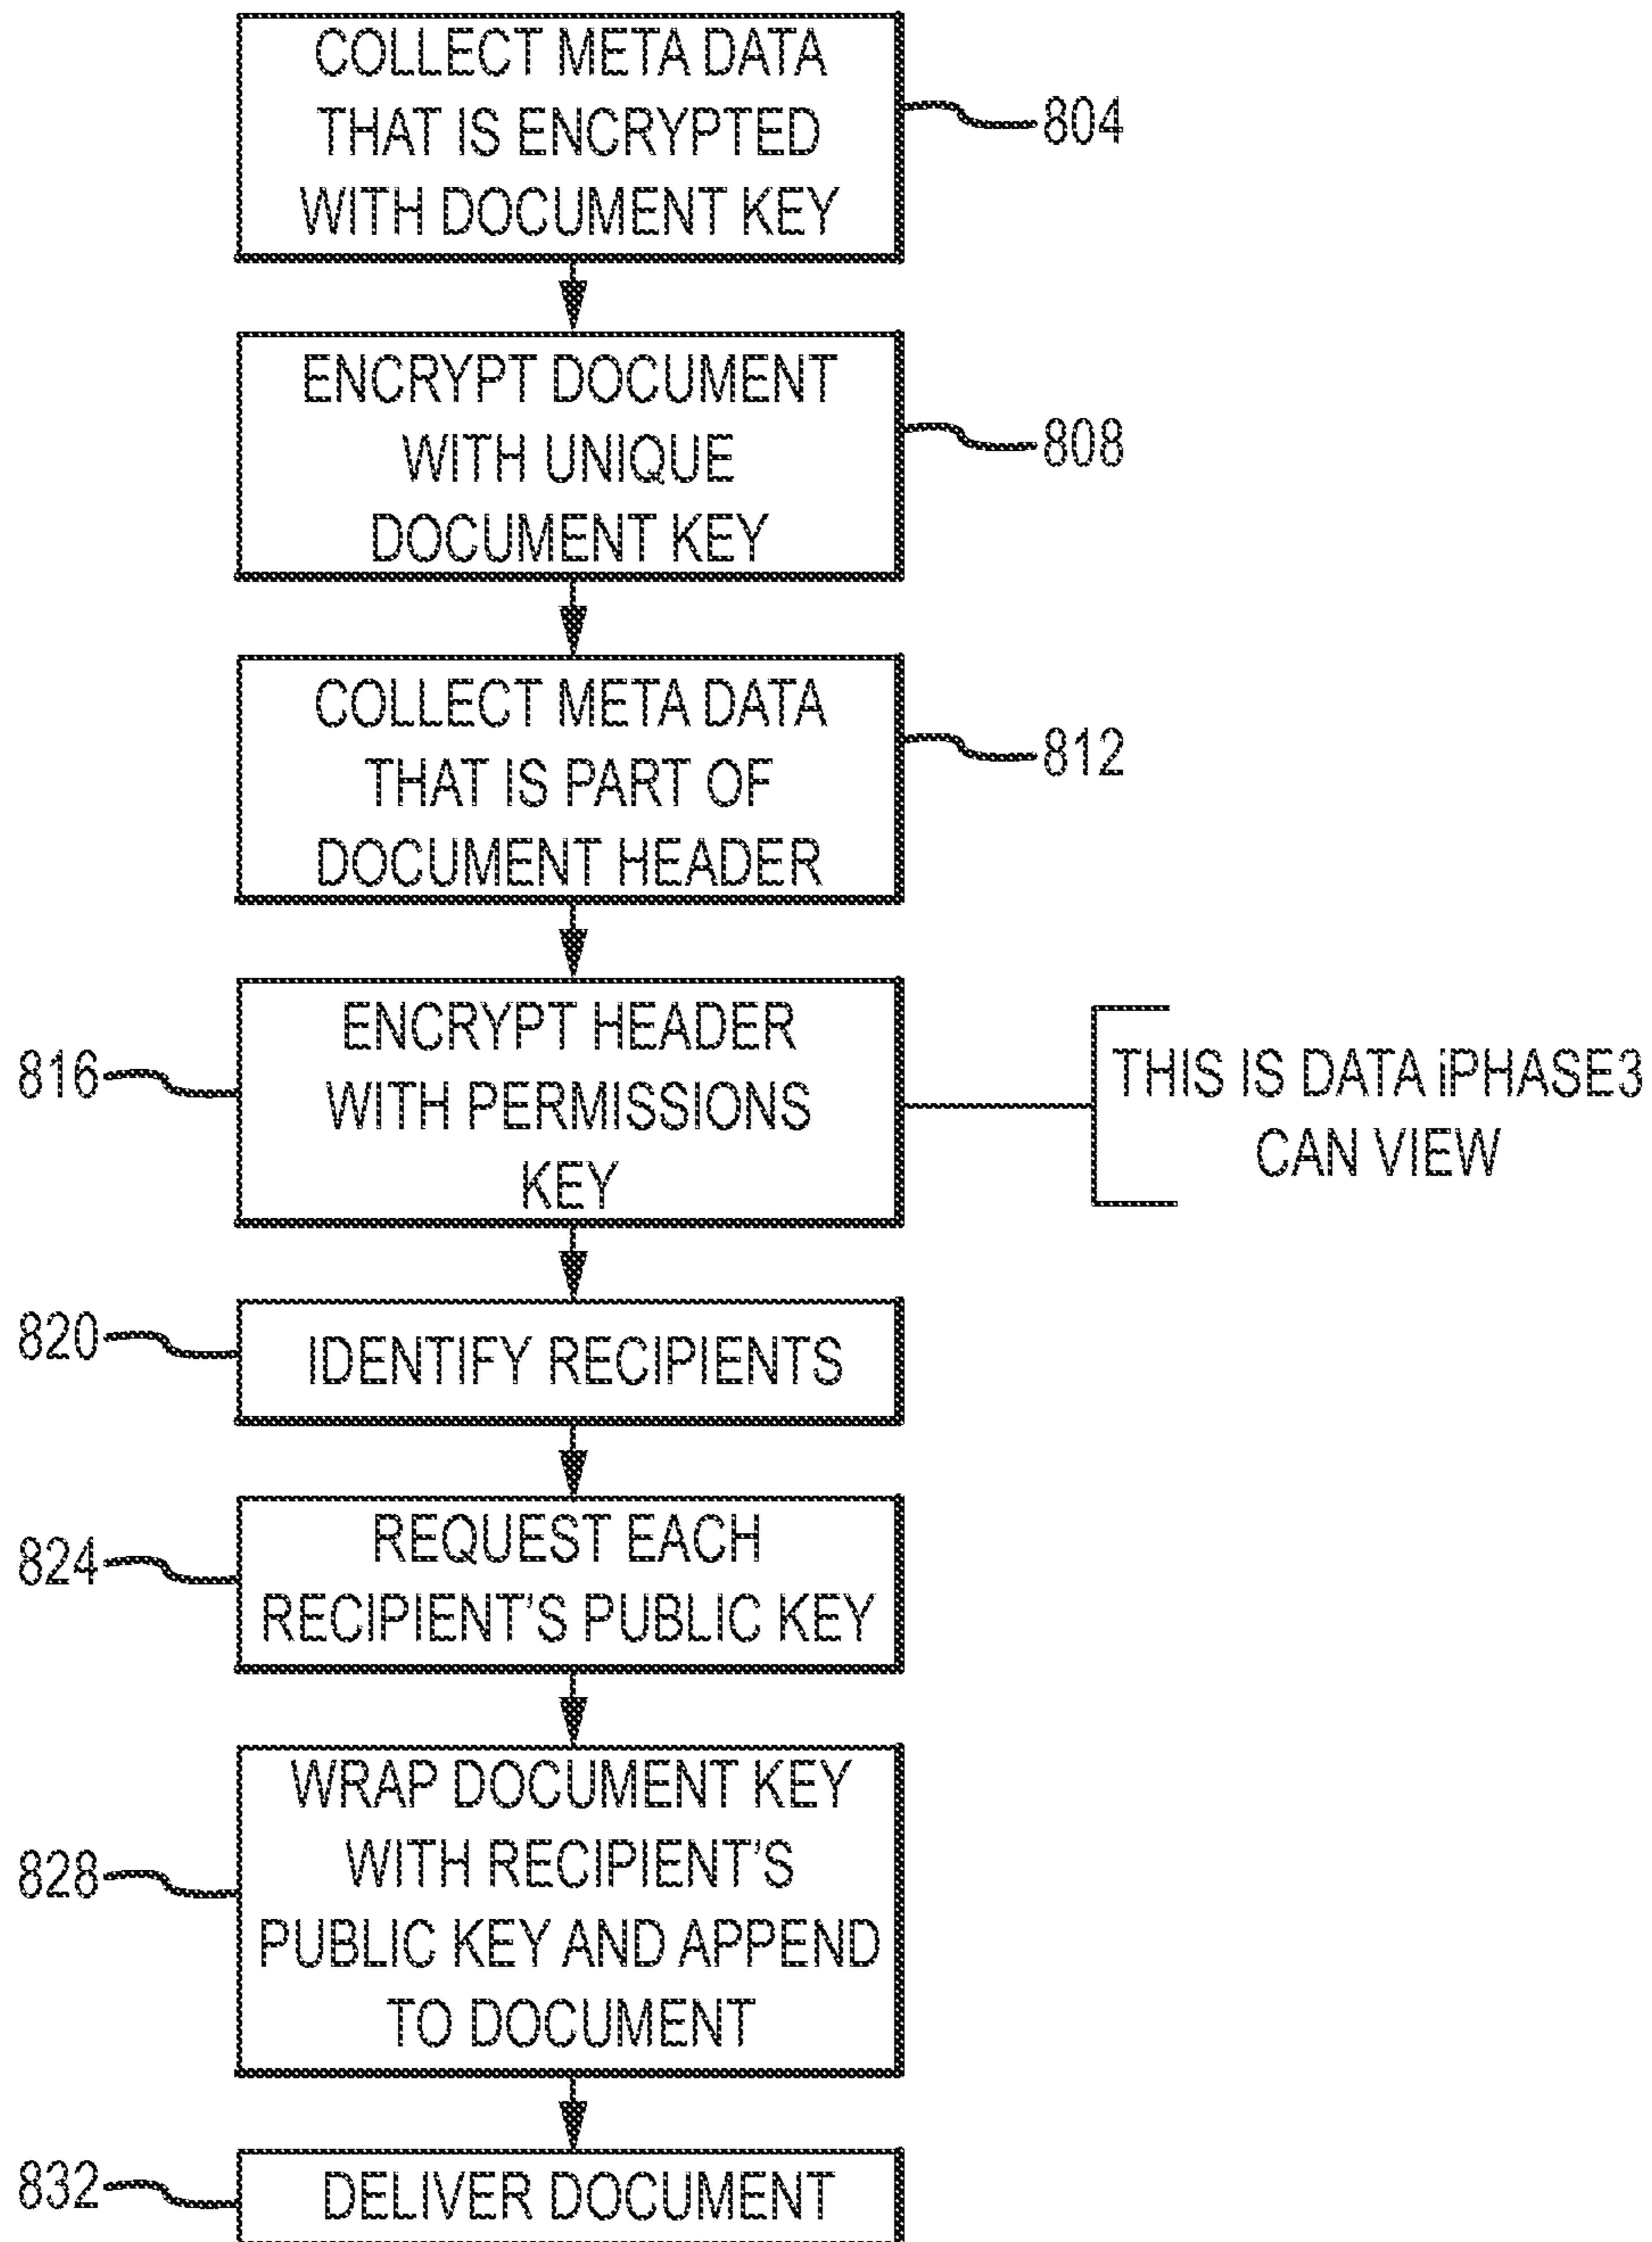 COLLECT META DATA
THAT IS ENCRYPTED
WITH DOCUMENT KEY
804
ENCRYPT DOCUMENT
WITH UNIQUE
DOCUMENT KEY
808
COLLECT META DATA
THAT IS PART OF
DOCUMENT HEADER
812
816
ENCRYPT HEADER
WITH PERMISSIONS
KEY
THIS IS DATA iPHASE3
CAN VIEW
820
IDENTIFY RECIPIENTS
824
REQUEST EACH
RECIPIENT'S PUBLIC KEY
828
WRAP DOCUMENT KEY
WITH RECIPIENT'S
PUBLIC KEY AND APPEND
TO DOCUMENT
832
DELIVER DOCUMENT